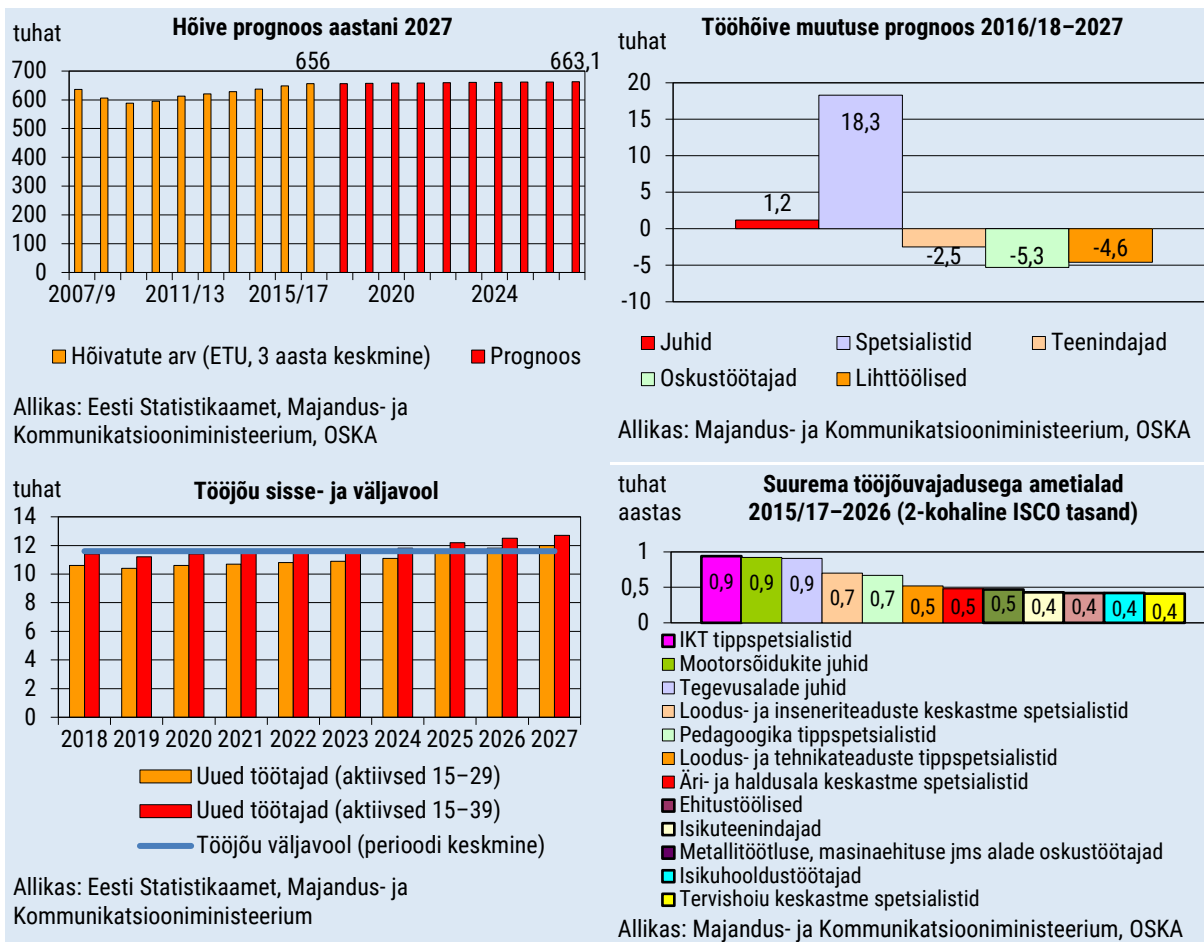 tuhat
Hõive prognoos aastani 2027
656
663,1
700
600
500
400
300
200
100
0
2007/9 2011/13 2015/17 2020 2024
Hõivatute arv (ETU, 3 aasta keskmine) Prognoos
Allikas: Eesti Statistikaamet, Majandus- ja
Kommunikatsiooniministeerium, OSKA
Tööhõive muutuse prognoos 2016/18–2027
tuhat
20
15
10
5
0
-5
-10
1,2
18,3
-2,5
-5,3
-4,6
Juhid Spetsialistid Teenindajad
Oskustöötajad Lihttöölised
Allikas: Majandus- ja Kommunikatsiooniministeerium, OSKA
tuhat
Tööjõu sisse- ja väljavool
14
12
10
8
6
4
2
0
2018 2019 2020 2021 2022 2023 2024 2025 2026 2027
Uued töötajad (aktiivsed 15–29)
Uued töötajad (aktiivsed 15–39)
Tööjõu väljavool (perioodi keskmine)
Allikas: Eesti Statistikaamet, Majandus- ja
Kommunikatsiooniministeerium
tuhat
aastas
Suurema tööjõuvajadusega ametialad
2015/17–2026 (2-kohaline ISCO tasand)
1
0,5
0
0,9 0,9 0,9 0,7 0,7 0,5 0,5 0,5 0,4 0,4 0,4 0,4
IKT tippspetsialistid
Mootorsõidukite juhid
Tegevusalade juhid
Loodus- ja inseneriteaduste keskastme spetsialistid
Pedagoogika tippspetsialistid
Loodus- ja tehnikateaduste tippspetsialistid
Äri- ja haldusala keskastme spetsialistid
Ehitustöölised
Isikuteenindajad
Metallitöötluse, masinaehituse jms alade oskustöötajad
Isikuhooldustöötajad
Tervishoiu keskastme spetsialistid
Allikas: Majandus- ja Kommunikatsiooniministeerium, OSKA